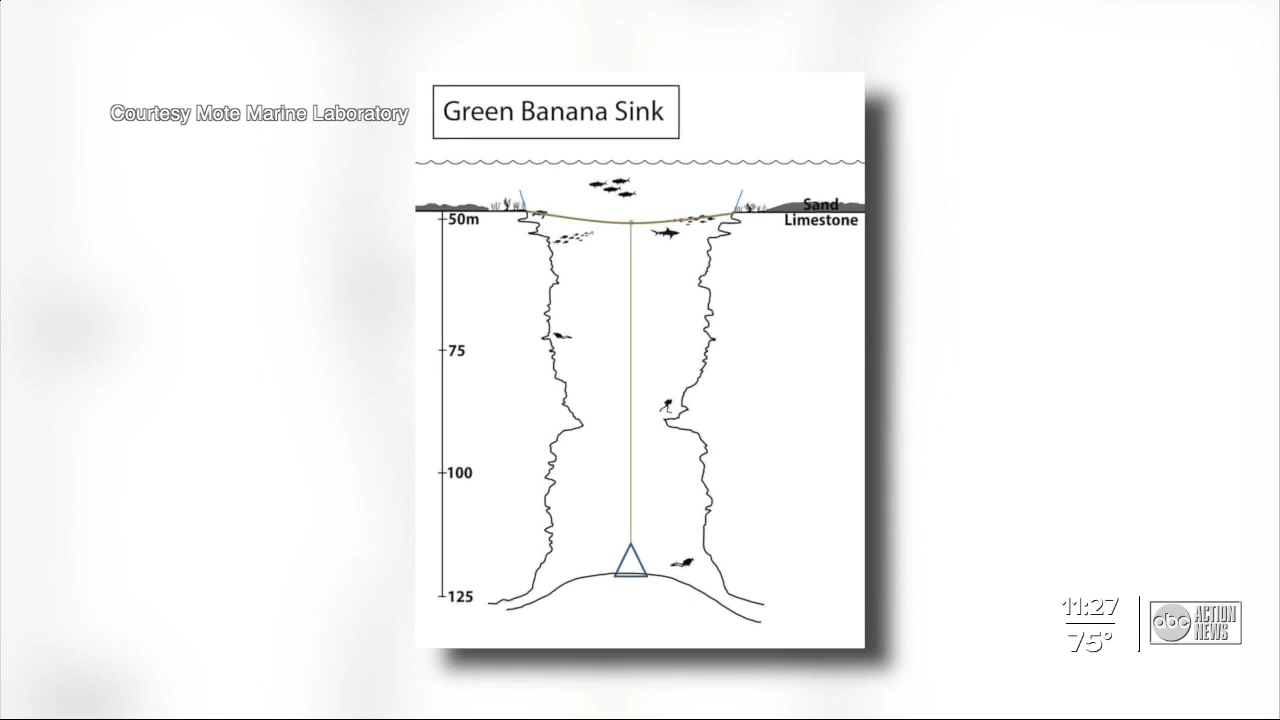 Green Banana Sink
Courtesy Mote Marine Laboratory
Sand
Limestone
50m
75
100
125
11:27
75°
abc ACTION
NEWS